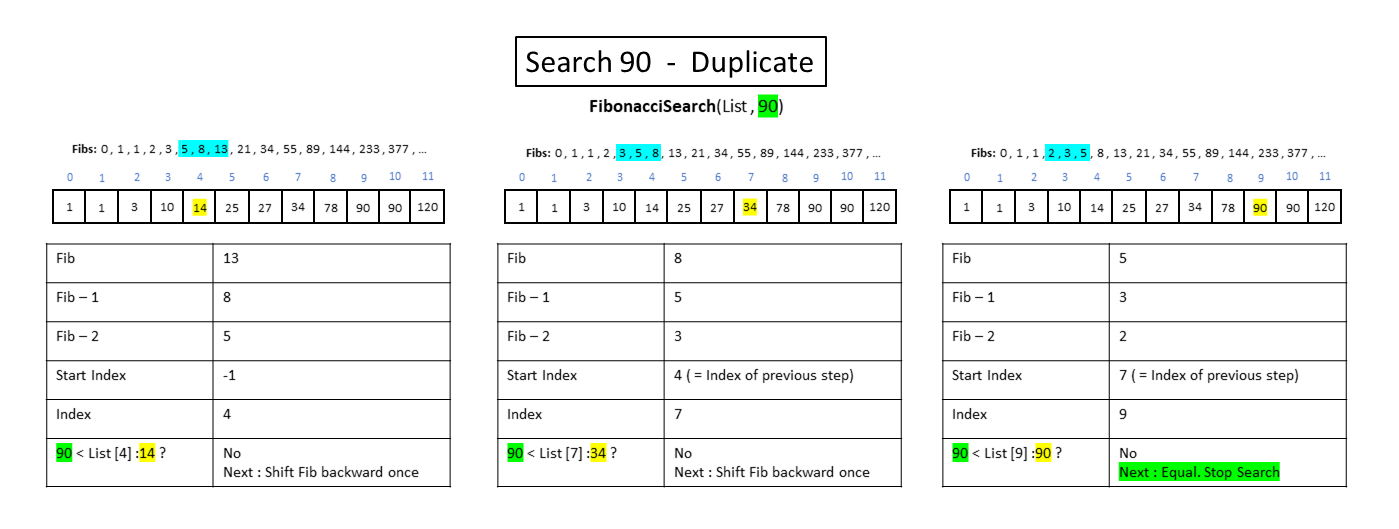 Search 90 - Duplicate
FibonacciSearch(List , 90)
Fibs: 0 , 1 , 1 , 2 , 3 , 5 , 8 , 13 , 21 , 34 , 55 , 89 , 144 , 233 , 377 , ...
0 1 2 3 4 5 6 7 8 9 10 11
1 1 3 10 14 25 27 34 78 90 90 120
Fib 13
Fib – 1 8
Fib – 2 5
Start Index -1
Index 4
90 < List [4] :14 ? No
Next : Shift Fib backward once
Fibs: 0 , 1 , 1 , 2 , 3 , 5 , 8 , 13 , 21 , 34 , 55 , 89 , 144 , 233 , 377 , ...
0 1 2 3 4 5 6 7 8 9 10 11
1 1 3 10 14 25 27 34 78 90 90 120
Fib 8
Fib – 1 5
Fib – 2 3
Start Index 4 ( = Index of previous step)
Index 7
90 < List [7] :34 ? No
Next : Shift Fib backward once
Fibs: 0 , 1 , 1 , 2 , 3 , 5 , 8 , 13 , 21 , 34 , 55 , 89 , 144 , 233 , 377 , ...
0 1 2 3 4 5 6 7 8 9 10 11
1 1 3 10 14 25 27 34 78 90 90 120
Fib 5
Fib – 1 3
Fib – 2 2
Start Index 7 ( = Index of previous step)
Index 9
90 < List [9] :90 ? No
Next : Equal. Stop Search